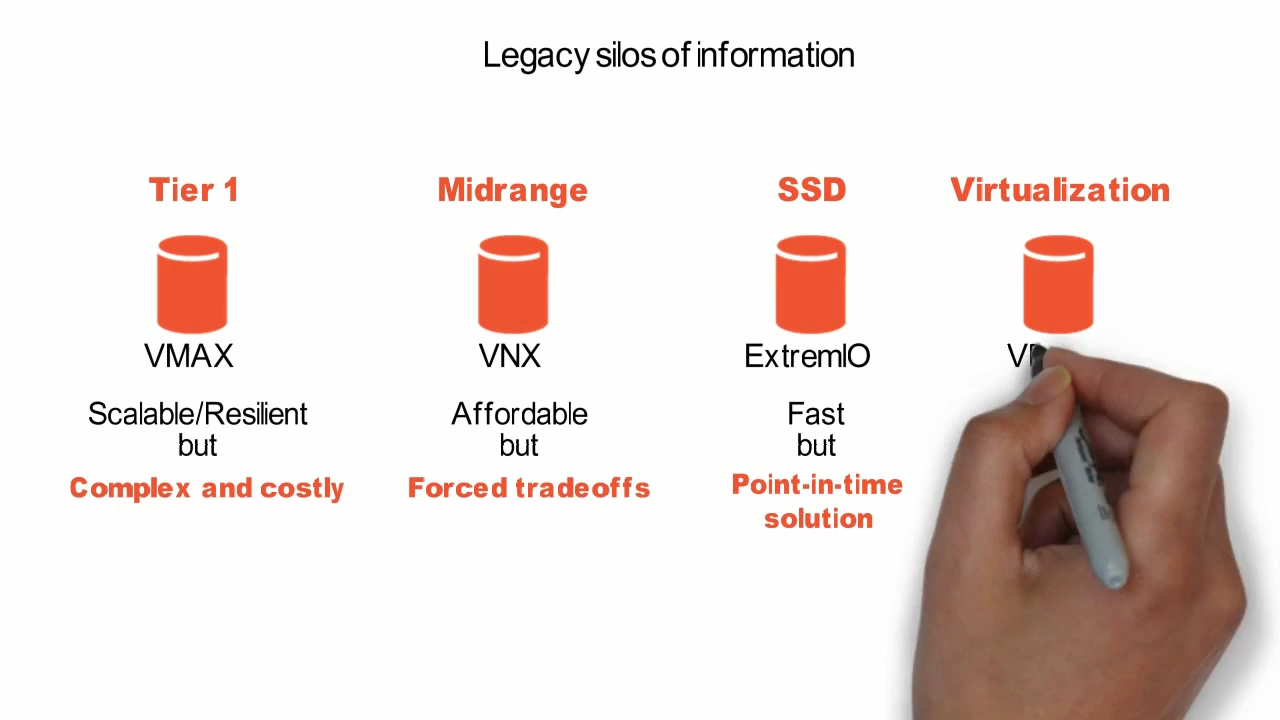 Legacy silos of information
Tier 1
Midrange
SSD
Virtualization
VMAX
VNX
ExtremIO
Scalable/Resilient
but
Complex and costly
Affordable
but
Forced tradeoffs
Fast
but
Point-in-time
solution